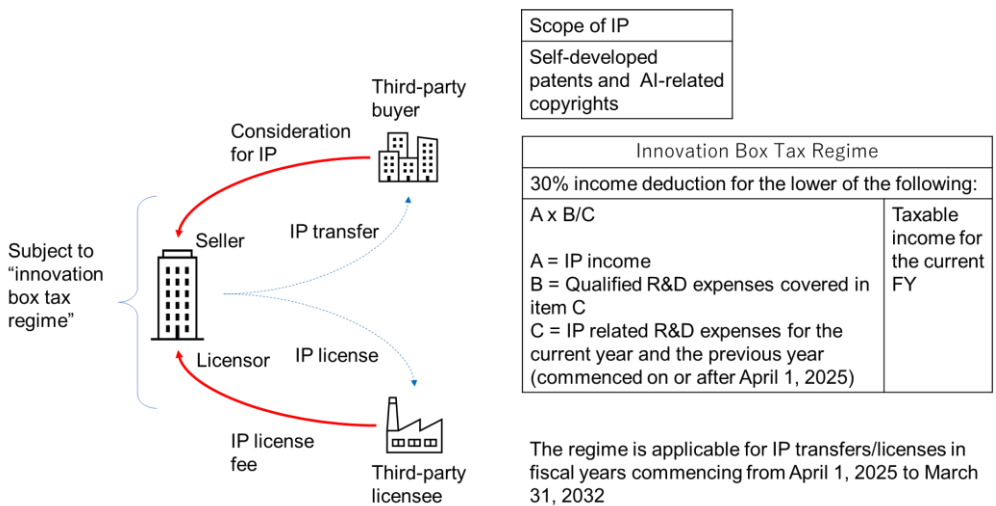 Third-party
buyer
Consideration
for IP
Seller
IP transfer
Subject to
“innovation
box tax
regime”
IP license
Licensor
IP license
fee
Third-party
licensee
Scope of IP
Self-developed
patents and AI-related
copyrights
Innovation Box Tax Regime
30% income deduction for the lower of the following:
A x B/C
A = IP income
B = Qualified R&D expenses covered in
item C
C = IP related R&D expenses for the
current year and the previous year
(commenced on or after April 1, 2025)
Taxable
income for
the current
FY
The regime is applicable for IP transfers/licenses in
fiscal years commencing from April 1, 2025 to March
31, 2032